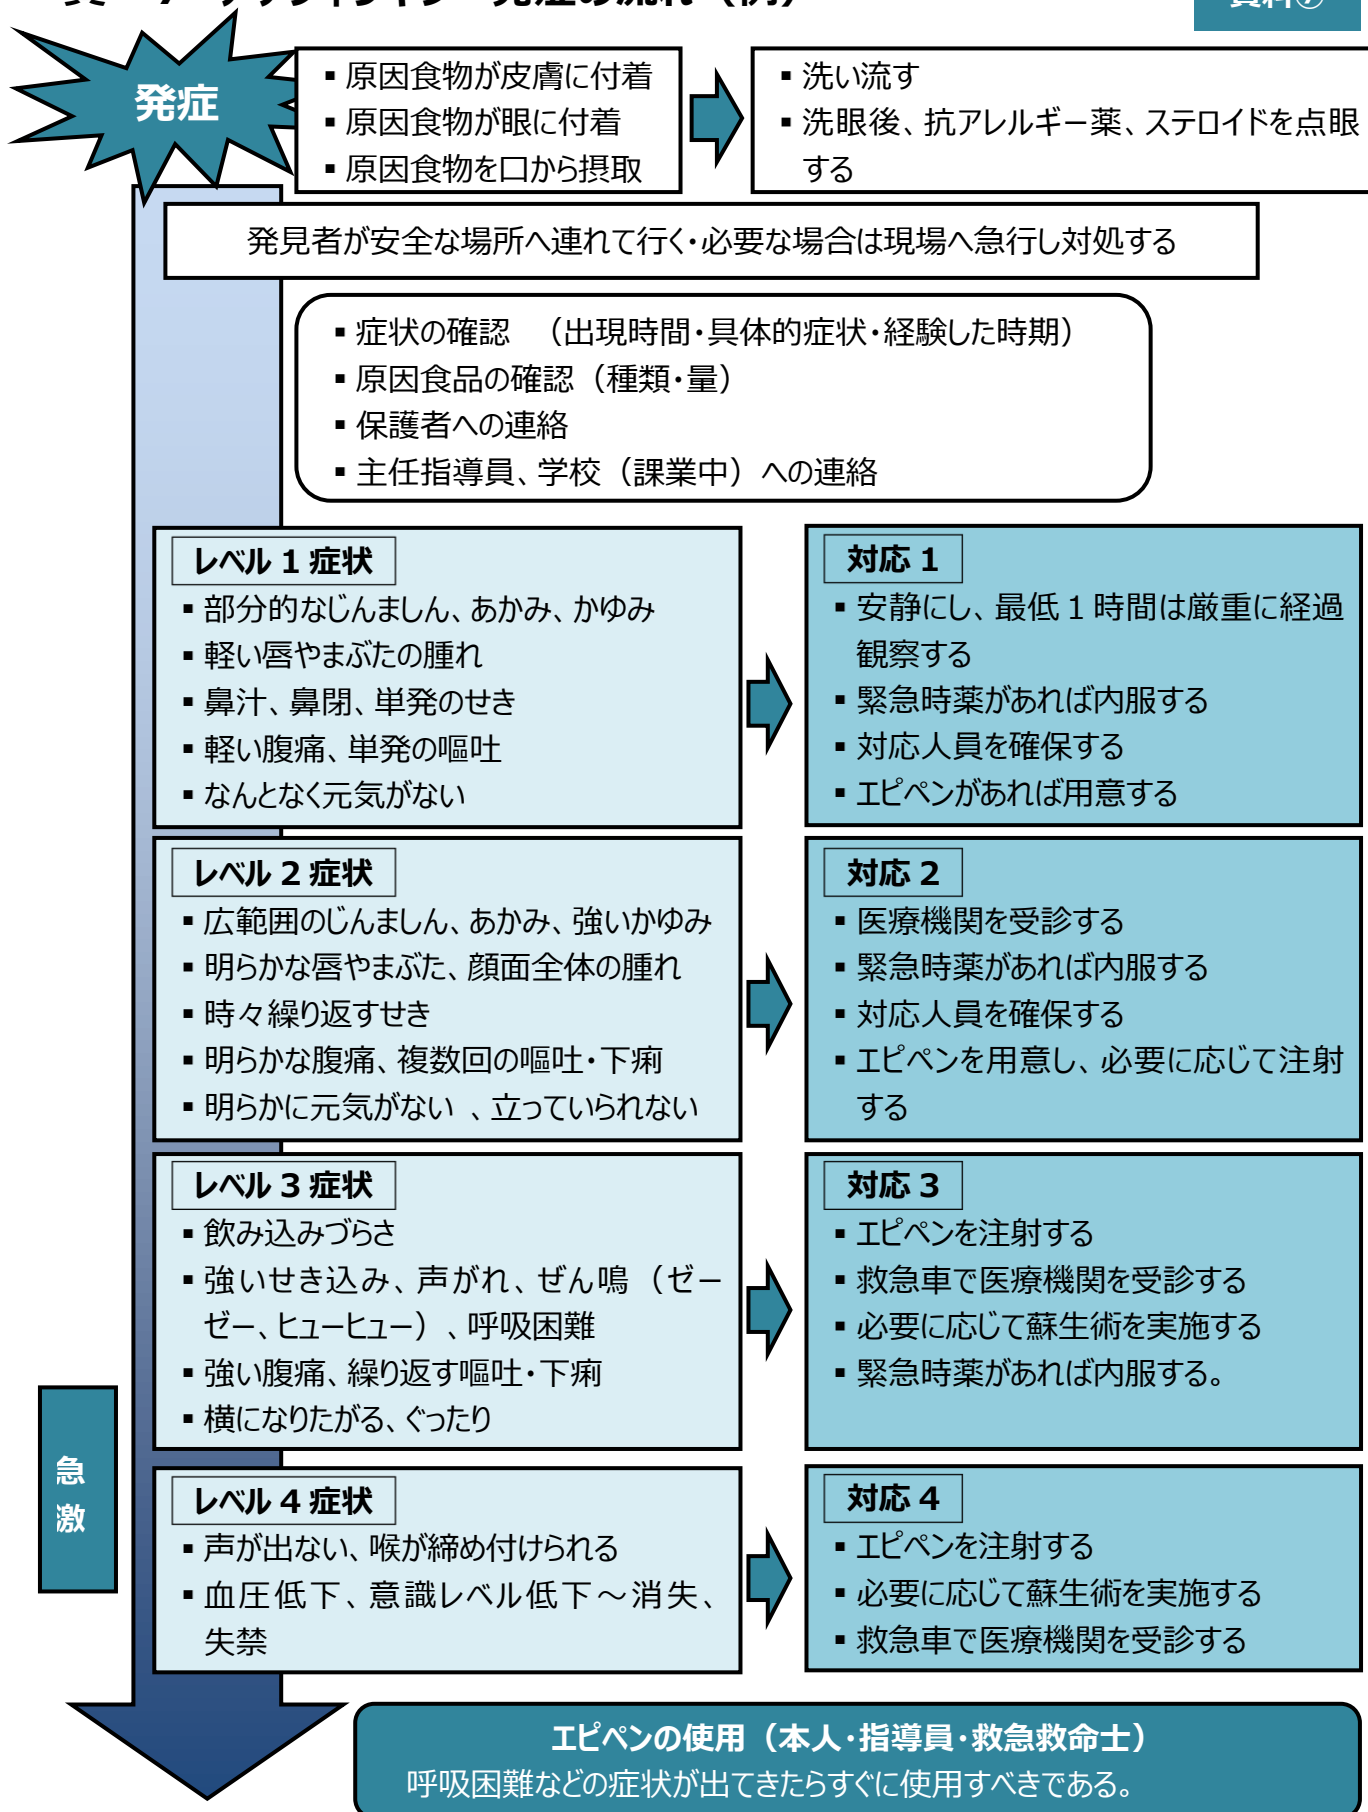 発症の流れ（例）
資料⑦
発症
▪ 原因食物が皮膚に付着
▪ 原因食物が眼に付着
▪ 原因食物を口から摂取
▪ 洗い流す
▪ 洗眼後、抗アレルギー薬、ステロイドを点眼
する
発見者が安全な場所へ連れて行く・必要な場合は現場へ急行し対処する
▪ 症状の確認　（出現時間・具体的症状・経験した時期）
▪ 原因食品の確認（種類・量）
▪ 保護者への連絡
▪ 主任指導員、学校（課業中）への連絡
レベル 1 症状
▪ 部分的なじんましん、あかみ、かゆみ
▪ 軽い唇やまぶたの腫れ
▪ 鼻汁、鼻閉、単発のせき
▪ 軽い腹痛、単発の嘔吐
▪ なんとなく元気がない
対応 1
▪ 安静にし、最低 1 時間は厳重に経過
観察する
▪ 緊急時薬があれば内服する
▪ 対応人員を確保する
▪ エピペンがあれば用意する
レベル 2 症状
▪ 広範囲のじんましん、あかみ、強いかゆみ
▪ 明らかな唇やまぶた、顔面全体の腫れ
▪ 時々繰り返すせき
▪ 明らかな腹痛、複数回の嘔吐・下痢
▪ 明らかに元気がない 、立っていられない
対応 2
▪ 医療機関を受診する
▪ 緊急時薬があれば内服する
▪ 対応人員を確保する
▪ エピペンを用意し、必要に応じて注射
する
レベル 3 症状
▪ 飲み込みづらさ
▪ 強いせき込み、声がれ、ぜん鳴（ゼー
ゼー、ヒューヒュー）、呼吸困難
▪ 強い腹痛、繰り返す嘔吐・下痢
▪ 横になりたがる、ぐったり
対応 3
▪ エピペンを注射する
▪ 救急車で医療機関を受診する
▪ 必要に応じて蘇生術を実施する
▪ 緊急時薬があれば内服する。
急
激
レベル 4 症状
▪ 声が出ない、喉が締め付けられる
▪ 血圧低下、意識レベル低下～消失、
失禁
対応 4
▪ エピペンを注射する
▪ 必要に応じて蘇生術を実施する
▪ 救急車で医療機関を受診する
エピペンの使用（本人・指導員・救急救命士）
呼吸困難などの症状が出てきたらすぐに使用すべきである。